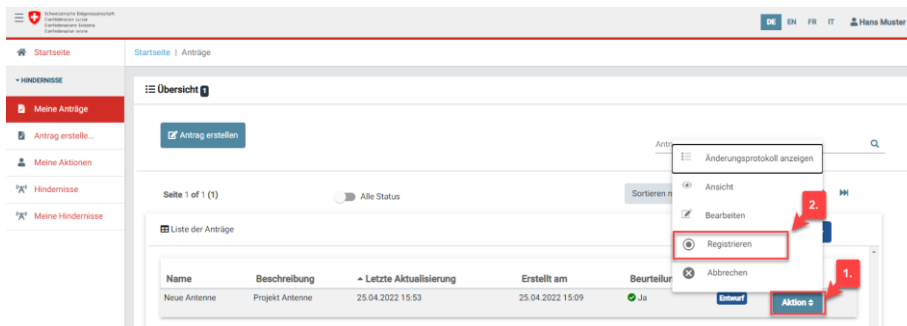 Schweizerische Eidgenossenschaft
Confédération suisse
Confederazione Svizzera
Confederaziun svizra
DE EN FR IT Hans Muster
Startseite
Startseite | Anträge
HINDERNISSE
Übersicht 1
Meine Anträge
Antrag erstelle...
Antrag erstellen
Antr
Meine Aktionen
Änderungsprotokoll anzeigen
Hindernisse
Ansicht
Seite 1 of 1 (1)
Alle Status
Sortieren n
2.
Meine Hindernisse
Bearbeiten
Liste der Anträge
Registrieren
Abbrechen
1.
Name Beschreibung Letzte Aktualisierung Erstellt am Beurteilun
Neue Antenne Projekt Antenne 25.04.2022 15:53 25.04.2022 15:09 Ja Entwurf Aktion